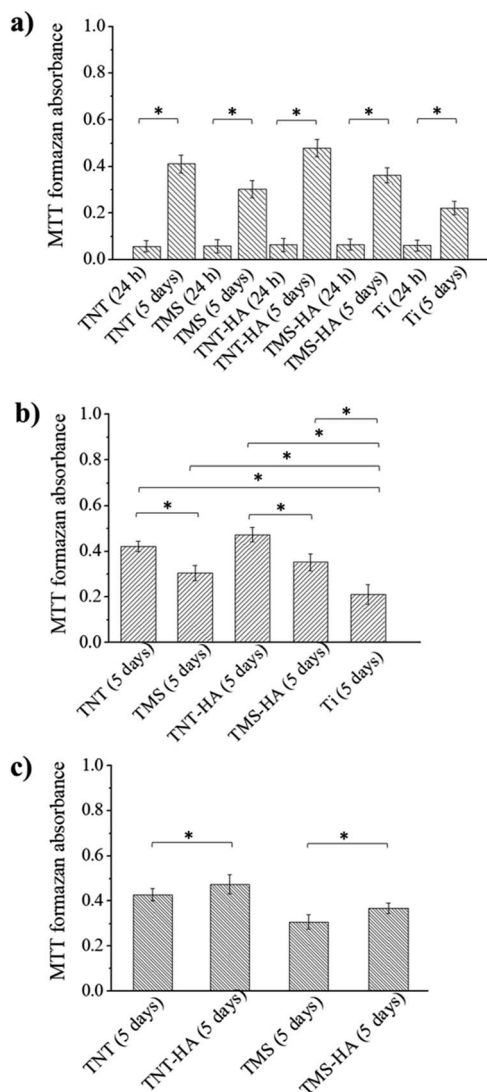 a)
MTT formazan absorbance
1.0
0.8
0.6
0.4
0.2
0.0
* * * * *
TNT (24 h)
TNT (5 days)
TMS (24 h)
TMS (5 days)
TNT-HA (24 h)
TNT-HA (5 days)
TMS-HA (24 h)
TMS-HA (5 days)
Ti (24 h)
Ti (5 days)
b)
MTT formazan absorbance
1.0
0.8
0.6
0.4
0.2
0.0
*
*
*
*
* *
TNT (5 days)
TMS (5 days)
TNT-HA (5 days)
TMS-HA (5 days)
Ti (5 days)
c)
MTT formazan absorbance
1.0
0.8
0.6
0.4
0.2
0.0
* *
TNT (5 days)
TNT-HA (5 days)
TMS (5 days)
TMS-HA (5 days)